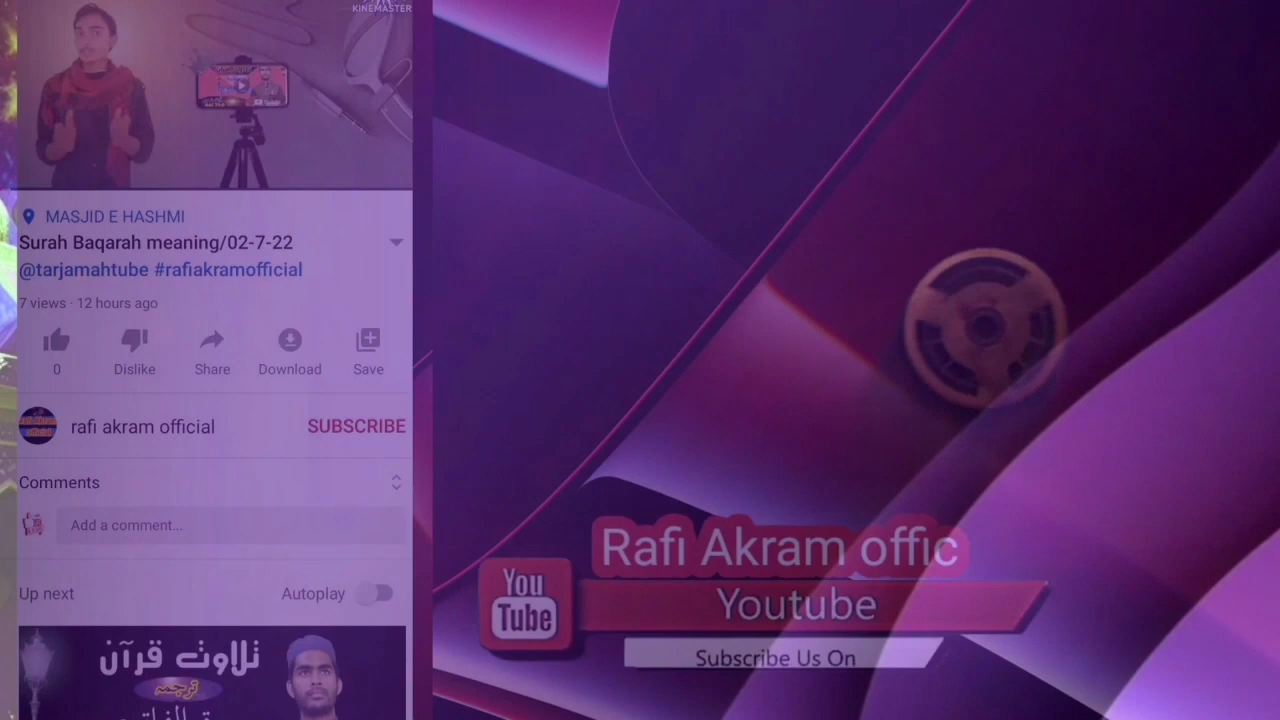 KINEMASTER
MASJID E HASHMI
Surah Baqarah meaning/02-7-22
@tarjamahtube #rafiakramofficial
7 views · 12 hours ago
0
Dislike
Share
Download
Save
rafi akram official
SUBSCRIBE
Comments
Add a comment...
Up next
Autoplay
تلاوت قرآن
ترجمہ
Rafi Akram offic
You
Tube
Youtube
Subscribe Us On